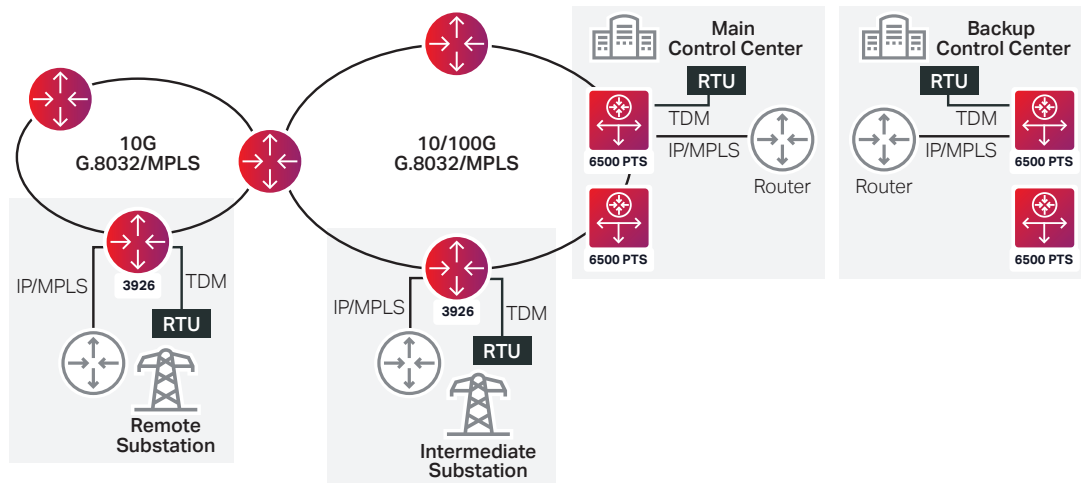 10G
G.8032/MPLS
3926
IP/MPLS
TDM
RTU
Remote
Substation
10/100G
G.8032/MPLS
3926
IP/MPLS
TDM
RTU
Intermediate
Substation
Main
Control Center
RTU
TDM
IP/MPLS
6500 PTS
Router
6500 PTS
Backup
Control Center
RTU
TDM
IP/MPLS
6500 PTS
Router
6500 PTS